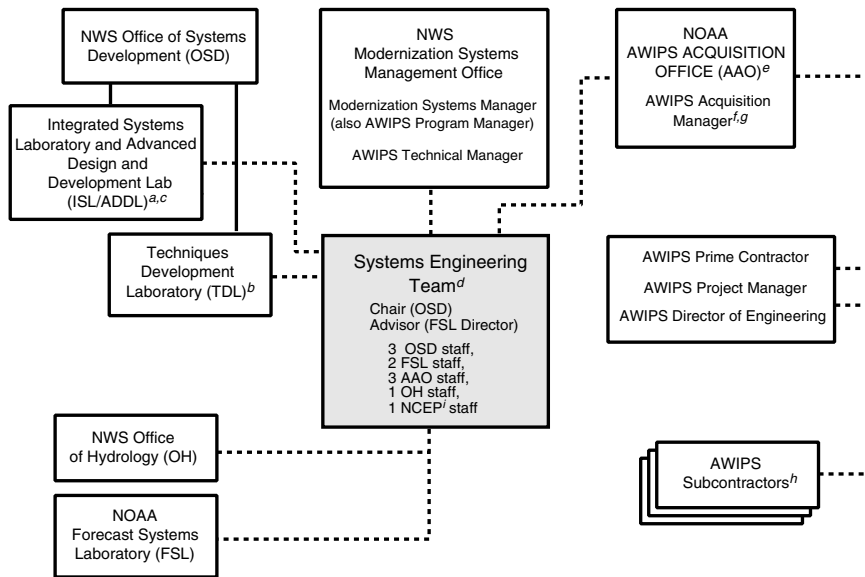 NWS Office of Systems
Development (OSD)
Integrated Systems
Laboratory and Advanced
Design and
Development Lab
(ISL/ADDL)a,c
Techniques
Development
Laboratory (TDL)b
NWS
Modernization Systems
Management Office
Modernization Systems Manager
(also AWIPS Program Manager)
AWIPS Technical Manager
NOAA
AWIPS ACQUISITION
OFFICE (AAO)e
AWIPS Acquisition
Managerf,g
Systems Engineering
Teamd
Chair (OSD)
Advisor (FSL Director)
3 OSD staff,
2 FSL staff,
3 AAO staff,
1 OH staff,
1 NCEPi staff
AWIPS Prime Contractor
AWIPS Project Manager
AWIPS Director of Engineering
NWS Office
of Hydrology (OH)
NOAA
Forecast Systems
Laboratory (FSL)
AWIPS
Subcontractorsh